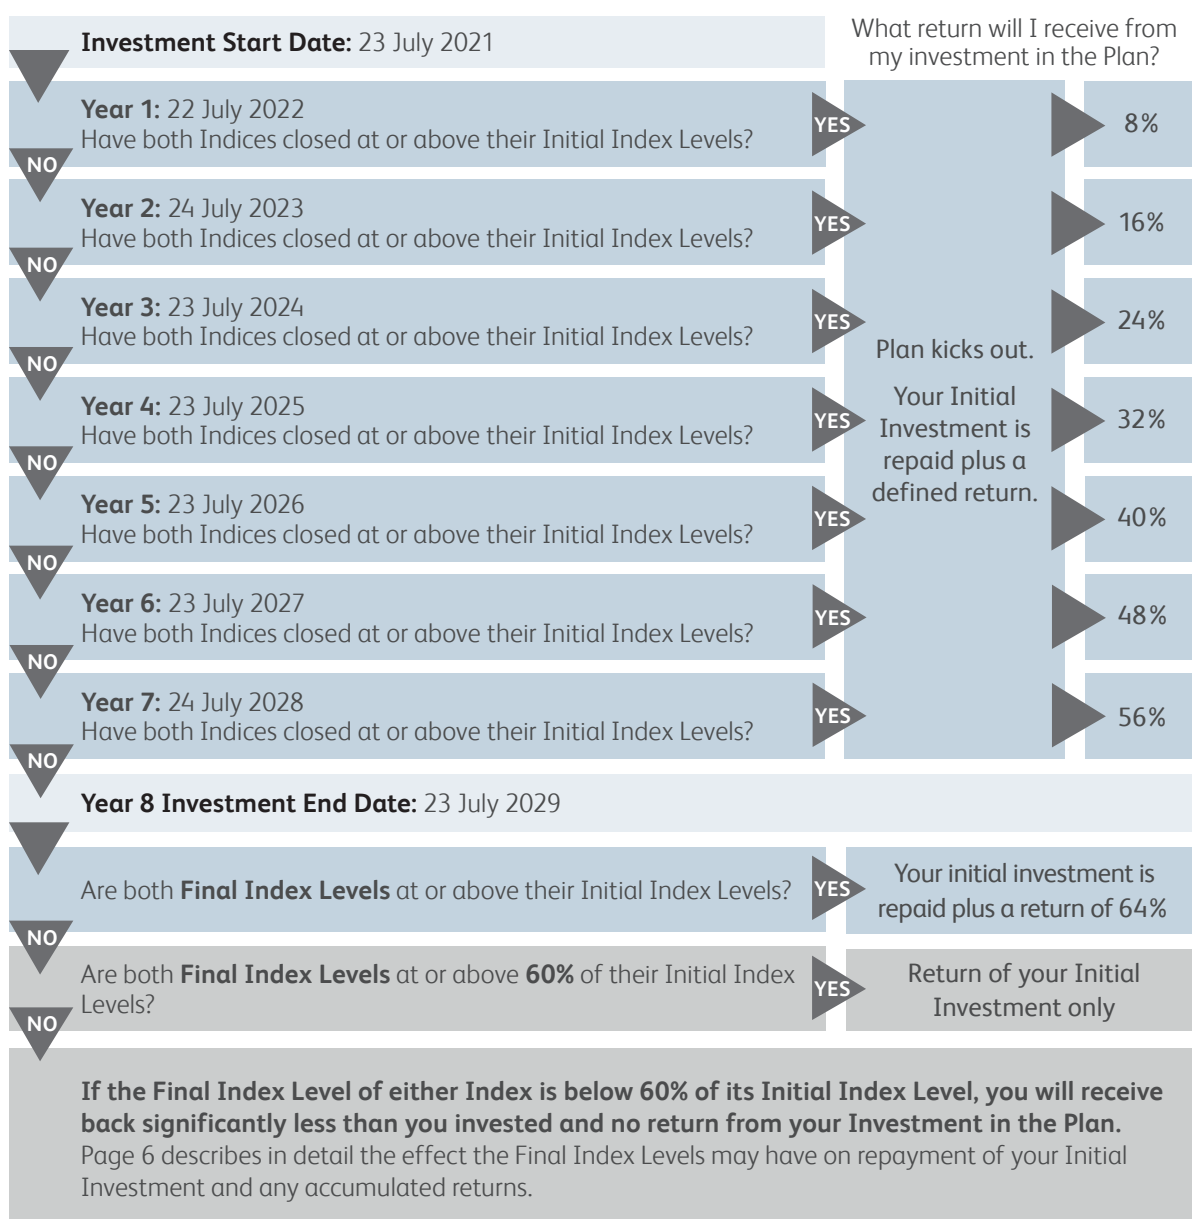 Investment Start Date: 23 July 2021
What return will I receive from
my investment in the Plan?
Year 1: 22 July 2022
Have both Indices closed at or above their Initial Index Levels?
YES
8%
NO
Year 2: 24 July 2023
Have both Indices closed at or above their Initial Index Levels?
YES
16%
NO
Year 3: 23 July 2024
Have both Indices closed at or above their Initial Index Levels?
YES
24%
NO
Year 4: 23 July 2025
Have both Indices closed at or above their Initial Index Levels?
YES
32%
NO
Year 5: 23 July 2026
Have both Indices closed at or above their Initial Index Levels?
YES
40%
NO
Year 6: 23 July 2027
Have both Indices closed at or above their Initial Index Levels?
YES
48%
NO
Year 7: 24 July 2028
Have both Indices closed at or above their Initial Index Levels?
YES
56%
NO
Plan kicks out.
Your Initial
Investment is
repaid plus a
defined return.
Year 8 Investment End Date: 23 July 2029
Are both Final Index Levels at or above their Initial Index Levels?
YES
Your initial investment is
repaid plus a return of 64%
NO
Are both Final Index Levels at or above 60% of their Initial Index
Levels?
YES
Return of your Initial
Investment only
NO
If the Final Index Level of either Index is below 60% of its Initial Index Level, you will receive
back significantly less than you invested and no return from your Investment in the Plan.
Page 6 describes in detail the effect the Final Index Levels may have on repayment of your Initial
Investment and any accumulated returns.